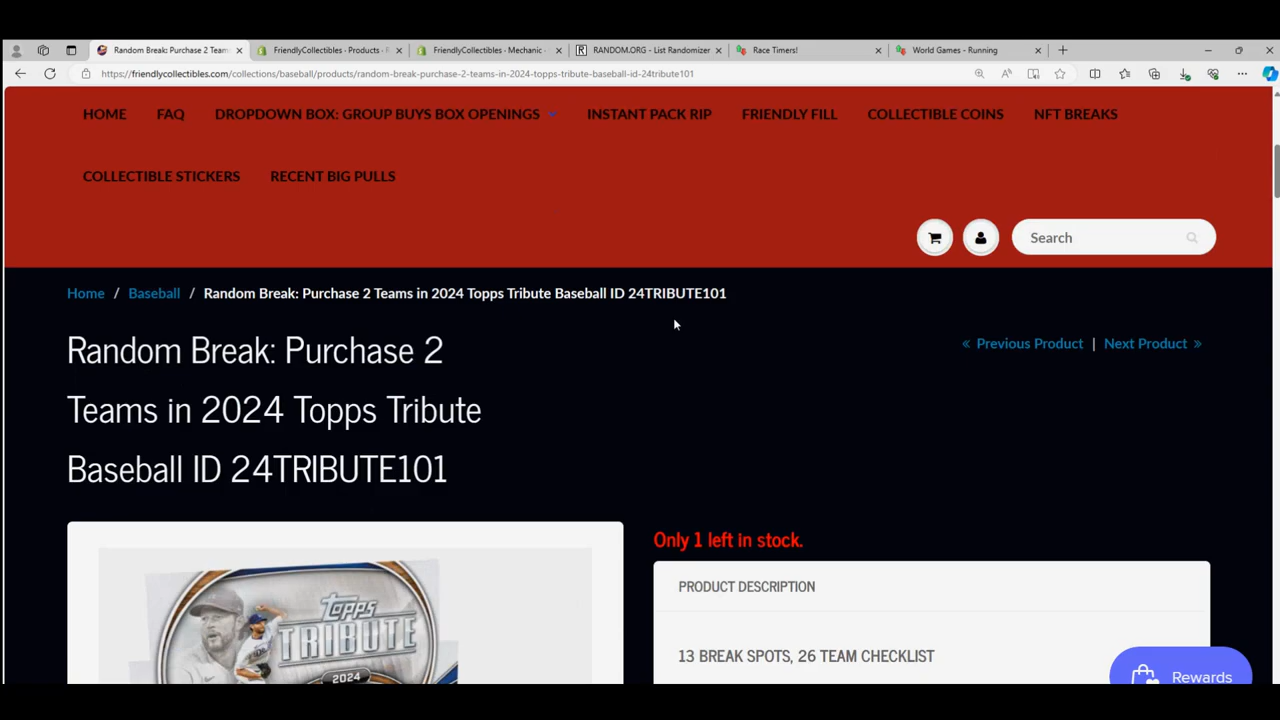 Random Break: Purchase 2 Team
FriendlyCollectibles - Products - R
FriendlyCollectibles - Mechanic -
RANDOM.ORG - List Randomizer
Race Timers!
World Games - Running
https://friendlycollectibles.com/collections/baseball/products/random-break-purchase-2-teams-in-2024-topps-tribute-baseball-id-24tribute101
HOME FAQ DROPDOWN BOX: GROUP BUYS BOX OPENINGS INSTANT PACK RIP FRIENDLY FILL COLLECTIBLE COINS NFT BREAKS
COLLECTIBLE STICKERS RECENT BIG PULLS
Search
Home / Baseball / Random Break: Purchase 2 Teams in 2024 Topps Tribute Baseball ID 24TRIBUTE101
Random Break: Purchase 2
Teams in 2024 Topps Tribute
Baseball ID 24TRIBUTE101
« Previous Product | Next Product »
Only 1 left in stock.
PRODUCT DESCRIPTION
13 BREAK SPOTS, 26 TEAM CHECKLIST
topps
TRIBUTE
2024
Rewards